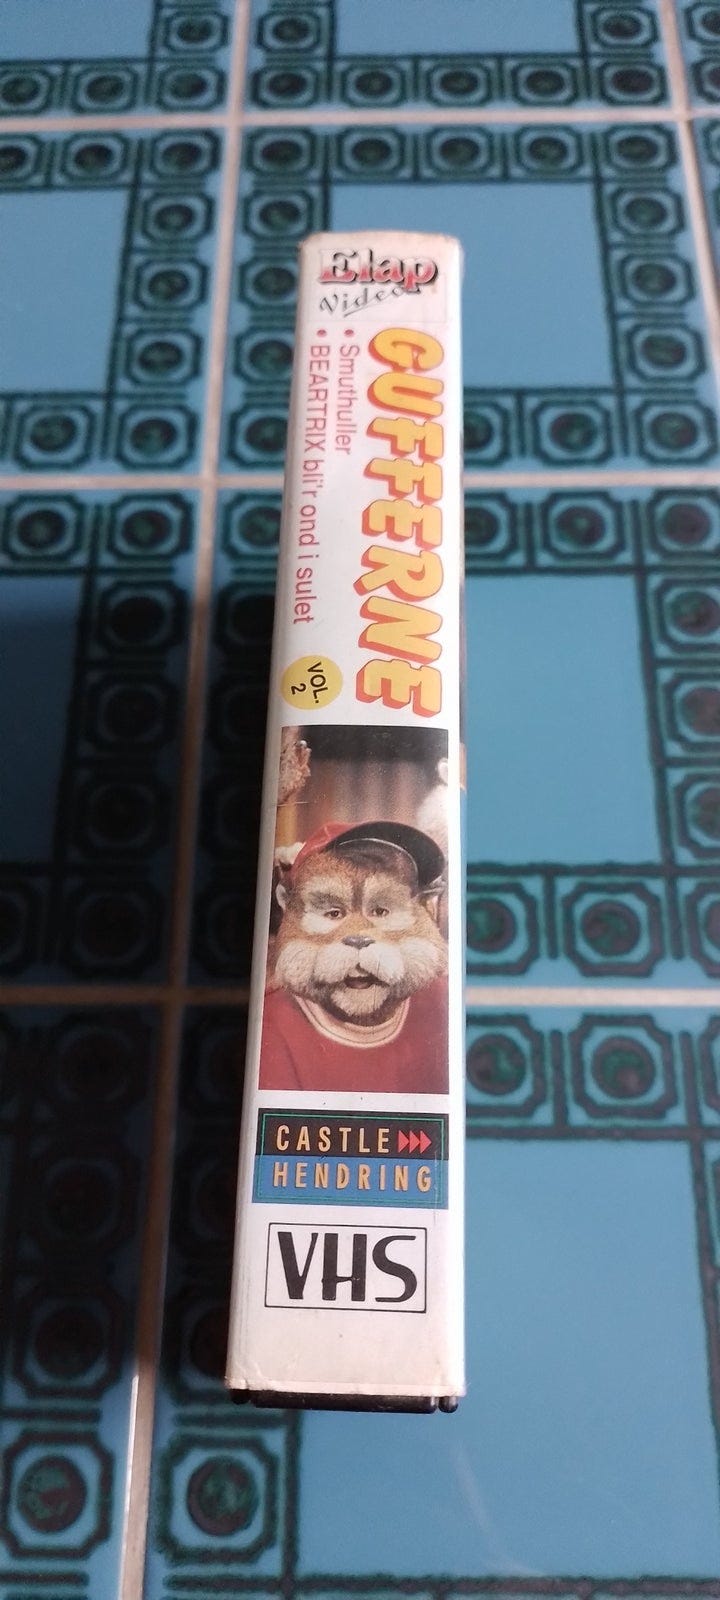 Elap
Video
GUFFERNE
• Smuthuller
• BEARTRIX bli'r ond i sulet
VOL.
2
CASTLE
HENDRING
VHS